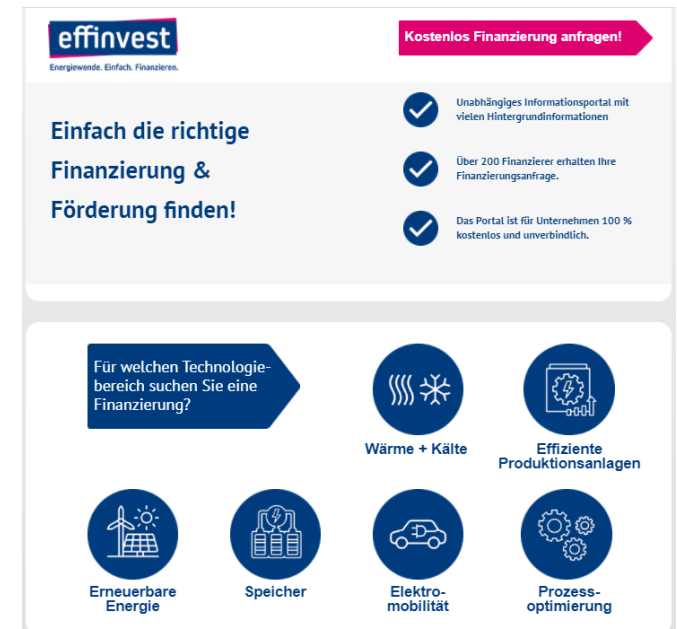 effinvest
Energiewende. Einfach. Finanzieren.
Kostenlos Finanzierung anfragen!
Einfach die richtige
Finanzierung &
Förderung finden!
Unabhängiges Informationsportal mit
vielen Hintergrundinformationen
Über 200 Finanzierer erhalten Ihre
Finanzierungsanfrage.
Das Portal ist für Unternehmen 100 %
kostenlos und unverbindlich.
Für welchen Technologie-
bereich suchen Sie eine
Finanzierung?
Wärme + Kälte
Effiziente
Produktionsanlagen
Erneuerbare
Energie
Speicher
Elektro-
mobilität
Prozess-
optimierung